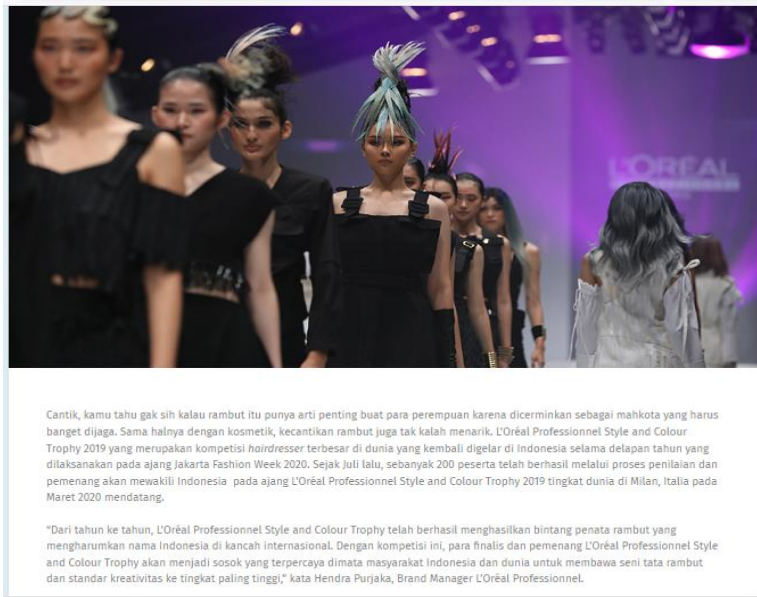 L'ORÉAL
Cantik, kamu tahu gak sih kalau rambut itu punya arti penting buat para perempuan karena dicerminkan sebagai mahkota yang harus
banget dijaga. Sama halnya dengan kosmetik, kecantikan rambut juga tak kalah menarik. L'Oréal Professionnel Style and Colour
Trophy 2019 yang merupakan kompetisi hairdresser terbesar di dunia yang kembali digelar di Indonesia selama delapan tahun yang
dilaksanakan pada ajang Jakarta Fashion Week 2020. Sejak Juli lalu, sebanyak 200 peserta telah berhasil melalui proses penilaian dan
pemenang akan mewakili Indonesia pada ajang L'Oréal Professionnel Style and Colour Trophy 2019 tingkat dunia di Milan, Italia pada
Maret 2020 mendatang.
"Dari tahun ke tahun, L'Oréal Professionnel Style and Colour Trophy telah berhasil menghasilkan bintang penata rambut yang
mengharumkan nama Indonesia di kancah internasional. Dengan kompetisi ini, para finalis dan pemenang L'Oréal Professionnel Style
and Colour Trophy akan menjadi sosok yang terpercaya dimata masyarakat Indonesia dan dunia untuk membawa seni tata rambut
dan standar kreativitas ke tingkat paling tinggi," kata Hendra Purjaka, Brand Manager L'Oréal Professionnel.